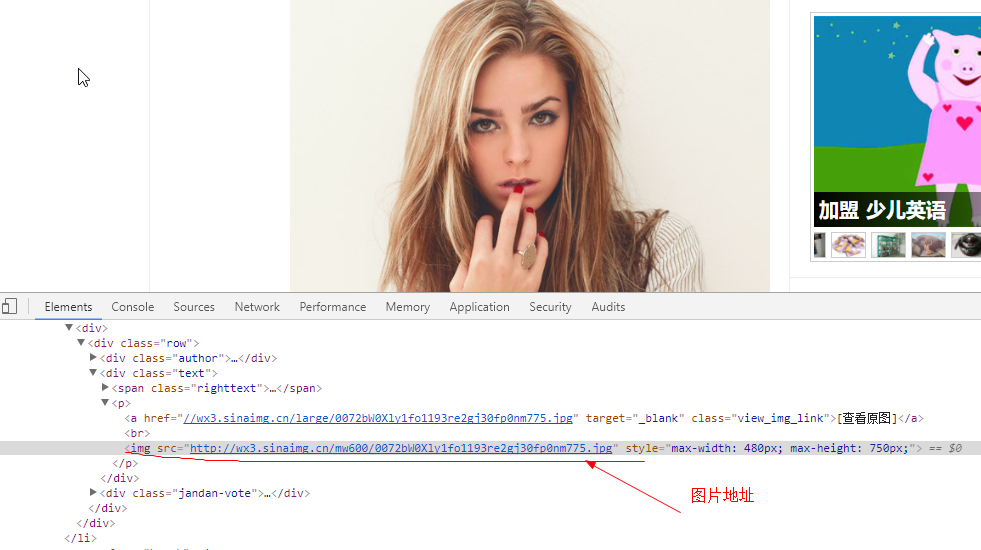 加盟 少儿英语
Elements Console Sources Network Performance Memory Application Security Audits
▼<div>
▼<div class="row">
▶<div class="author">…</div>
▼<div class="text">
▶<span class="righttext">…</span>
▼<p>
<a href="//wx3.sinaimg.cn/large/0072bW0Xly1fo1193re2gj30fp0nm775.jpg" target="_blank" class="view_img_link">[查看原图]</a>
<br>
<img src="http://wx3.sinaimg.cn/mw600/0072bW0Xly1fo1193re2gj30fp0nm775.jpg" style="max-width: 480px; max-height: 750px;"> == $0
</p>
</div>
▶<div class="jandan-vote">…</div>
图片地址
</div>
</div>
</li>